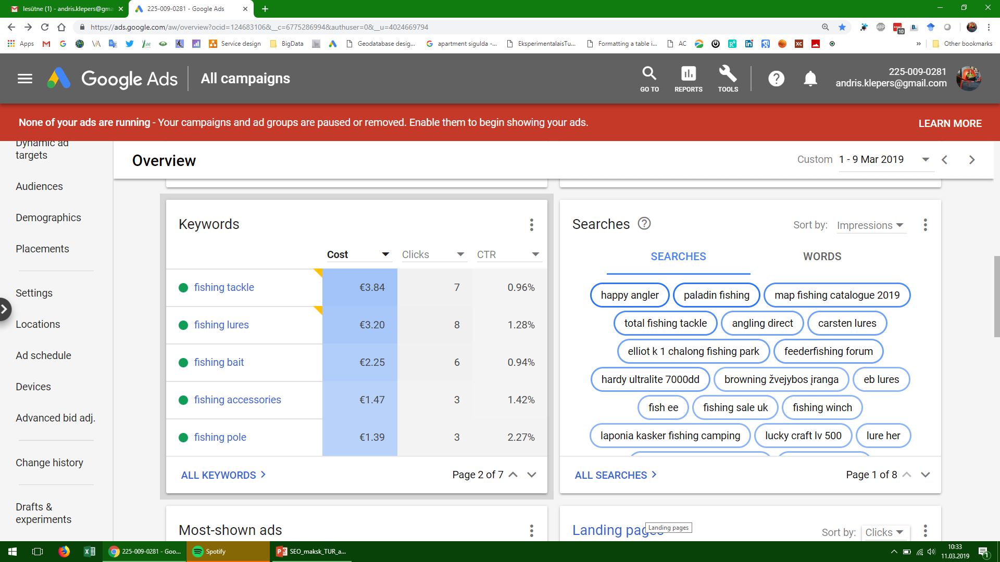 Iesūtne (1) - andris.klepers@gma
225-009-0281 - Google Ads
https://ads.google.com/aw/overview?ocid=124683106&__c=6775286994&authuser=0&__u=4024669794
ABP
10
B.
Apps
Service design
BigData
Geodatabase desig...
apartment sigulda -...
EksperimentalaisTu...
Formatting a table i...
AC
XC
»
Other bookmarks
Google Ads
All campaigns
GO TO
REPORTS
TOOLS
225-009-0281
andris.klepers@gmail.com
None of your ads are running - Your campaigns and ad groups are paused or removed. Enable them to begin showing your ads.
LEARN MORE
Dynamic ad
targets
Audiences
Demographics
Placements
Settings
Locations
Ad schedule
Devices
Advanced bid adj.
Change history
Drafts &
experiments
Overview
Custom 1 - 9 Mar 2019
Keywords
Cost Clicks CTR
fishing tackle €3.84 7 0.96%
fishing lures €3.20 8 1.28%
fishing bait €2.25 6 0.94%
fishing accessories €1.47 3 1.42%
fishing pole €1.39 3 2.27%
ALL KEYWORDS
Page 2 of 7
Searches
Sort by: Impressions
SEARCHES WORDS
happy angler paladin fishing map fishing catalogue 2019
total fishing tackle angling direct carsten lures
elliot k 1 chalong fishing park feederfishing forum
hardy ultralite 7000dd browning žvejybos įranga eb lures
fish ee fishing sale uk fishing winch
laponia kasker fishing camping lucky craft lv 500 lure her
ALL SEARCHES
Page 1 of 8
Most-shown ads
Landing pages
Landing pages
Sort by: Clicks
225-009-0281 - Goo...
Spotify
SEO_maksk_TUR_a...
10:33
11.03.2019
1